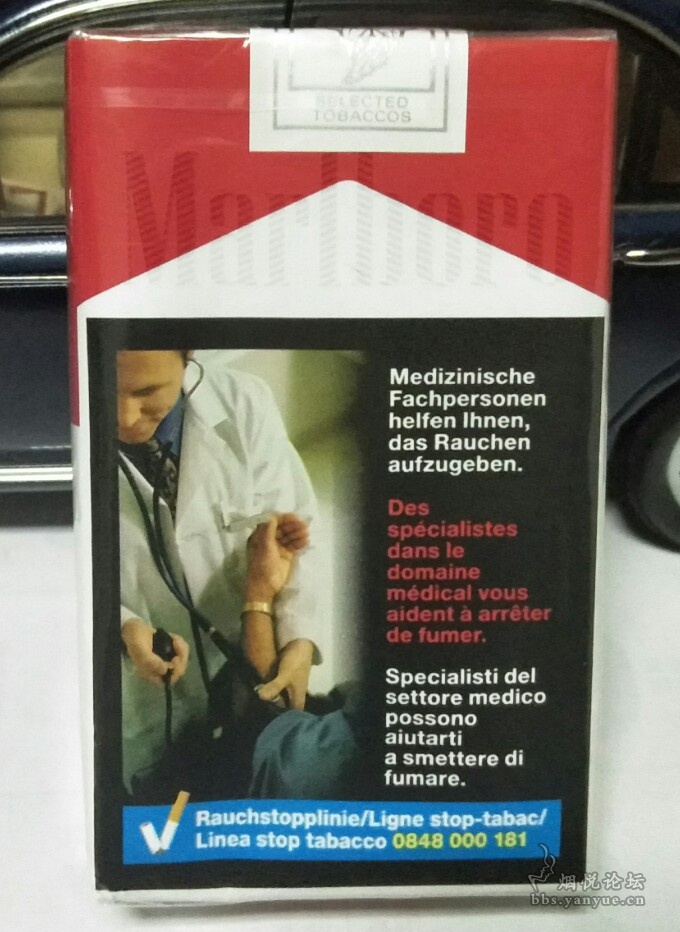 SELECTED
TOBACCOS
Marlboro
Medizinische
Fachpersonen
helfen Ihnen,
das Rauchen
aufzugeben.
Des
spécialistes
dans le
domaine
médical vous
aident à arrêter
de fumer.
Specialisti del
settore medico
possono
aiutarti
a smettere di
fumare.
Rauchstopplinie/Ligne stop-tabac/
Linea stop tabacco 0848 000 181
烟悦论坛
bbs.yanyue.cn